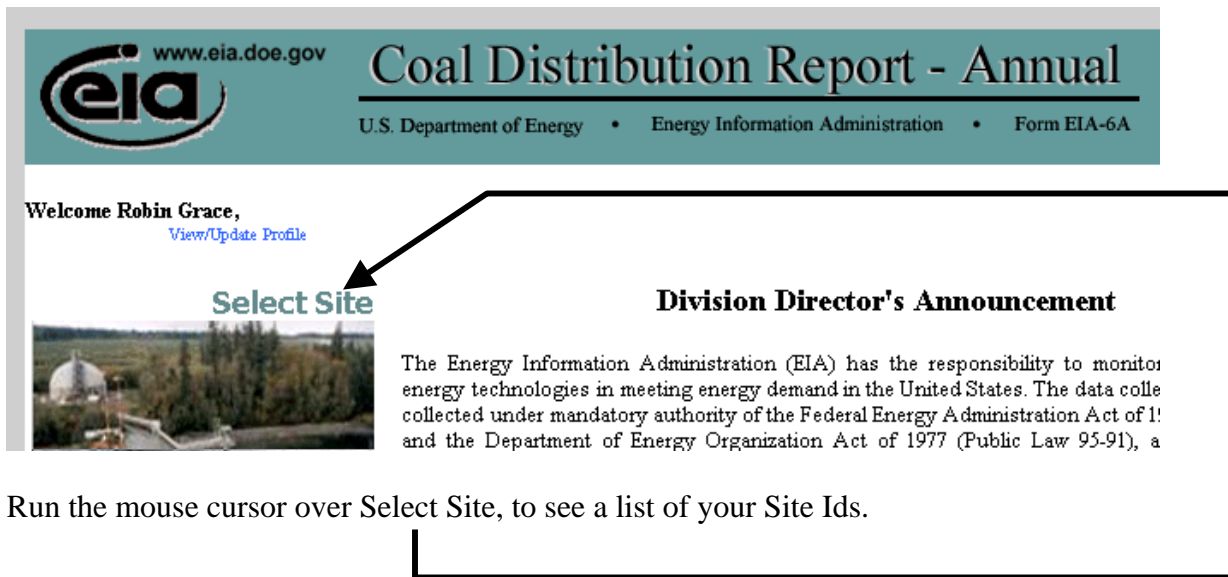 www.eia.doe.gov
eia
Coal Distribution Report - Annual
U.S. Department of Energy • Energy Information Administration • Form EIA-6A
Welcome Robin Grace,
View/Update Profile
Select Site
Division Director's Announcement
The Energy Information Administration (EIA) has the responsibility to monitor
energy technologies in meeting energy demand in the United States. The data colle
collected under mandatory authority of the Federal Energy Administration Act of 19
and the Department of Energy Organization Act of 1977 (Public Law 95-91), a
Run the mouse cursor over Select Site, to see a list of your Site Ids.